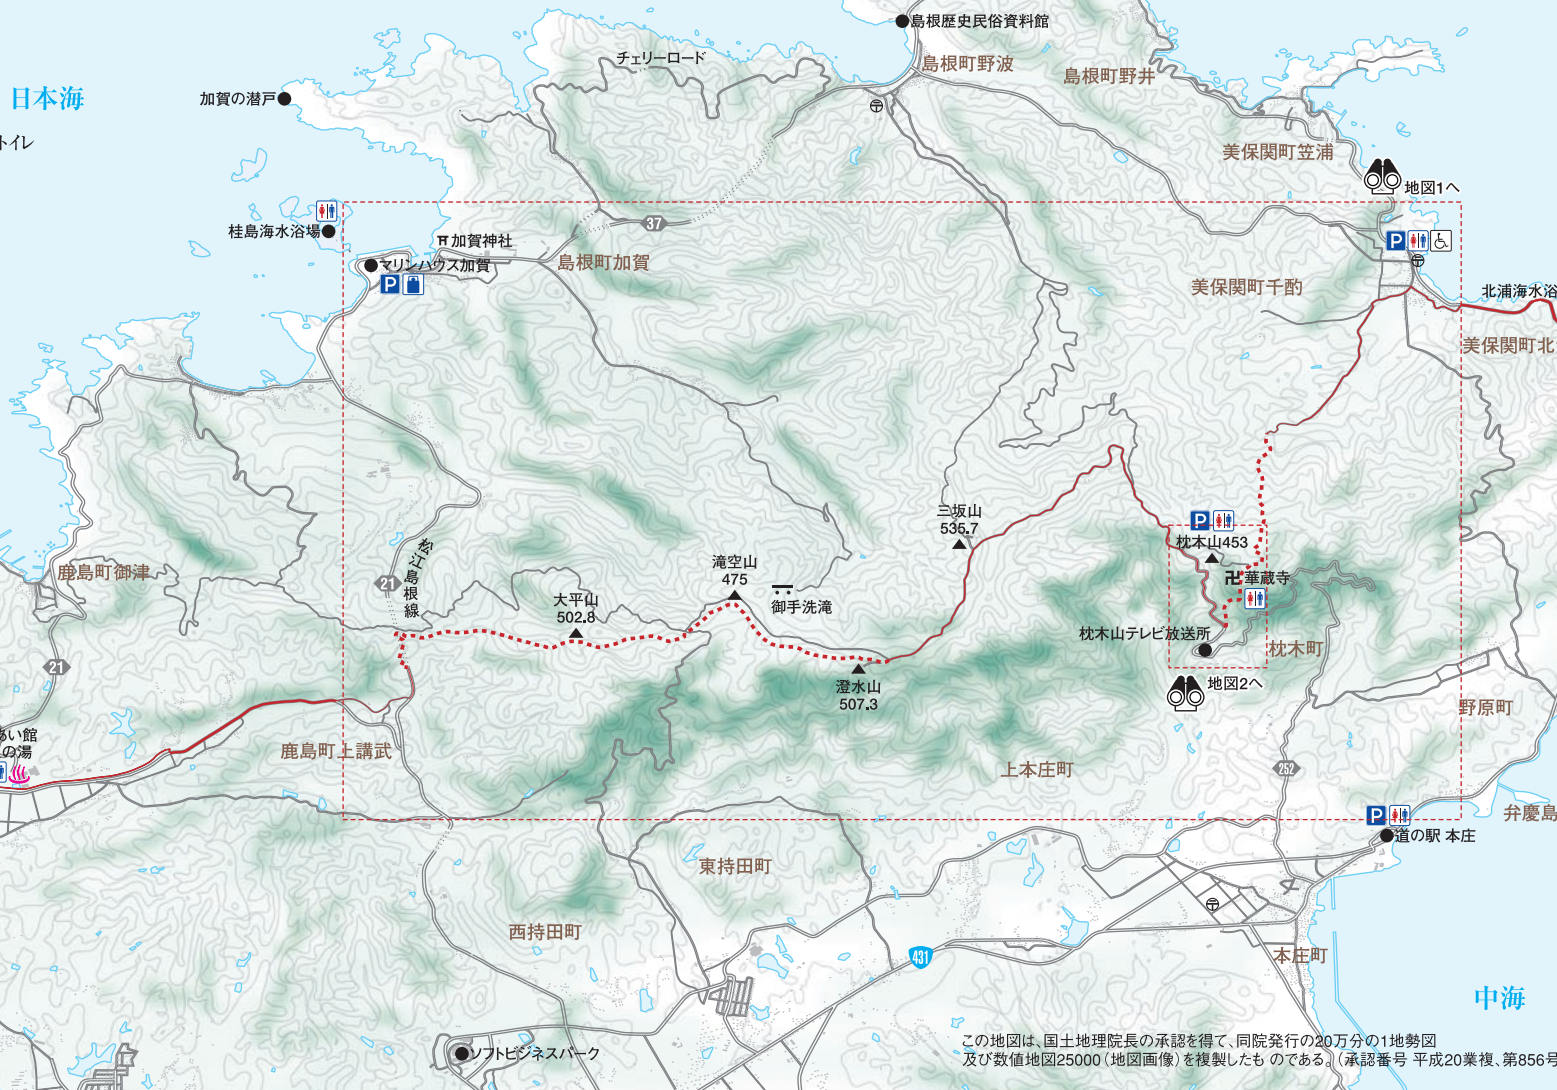 島根歴史民俗資料館
チェリーロード
島根町野波
島根町野井
日本海
加賀の潜戸
トイレ
美保関町笠浦
地図1へ
桂島海水浴場
37
加賀神社
マリンハウス加賀
島根町加賀
P
P
美保関町千酌
北浦海水浴
美保関町北
三坂山
535.7
P
枕木山453
松江島根線
滝空山
475
鹿島町御津
21
大平山
502.8
御手洗滝
卍華蔵寺
枕木山テレビ放送所
枕木町
21
澄水山
507.3
地図2へ
野原町
あい館
の湯
鹿島町上講武
上本庄町
252
P
弁慶島
道の駅 本庄
東持田町
西持田町
431
本庄町
中海
この地図は、国土地理院長の承認を得て、同院発行の20万分の1地勢図
及び数値地図25000(地図画像)を複製したものである。(承認番号 平成20業複、第856号
ソフトビジネスパーク